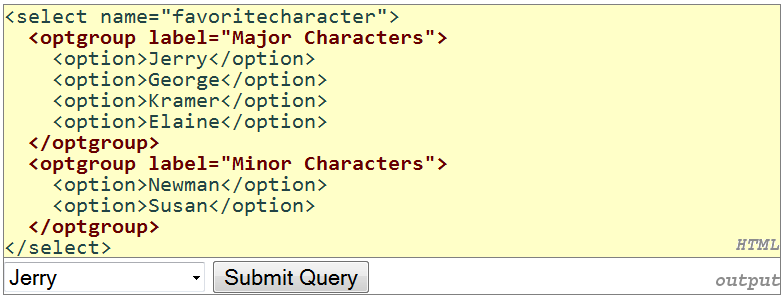 <select name="favoritecharacter">
  <optgroup label="Major Characters">
    <option>Jerry</option>
    <option>George</option>
    <option>Kramer</option>
    <option>Elaine</option>
  </optgroup>
  <optgroup label="Minor Characters">
    <option>Newman</option>
    <option>Susan</option>
  </optgroup>
</select>
HTML
Jerry Submit Query output